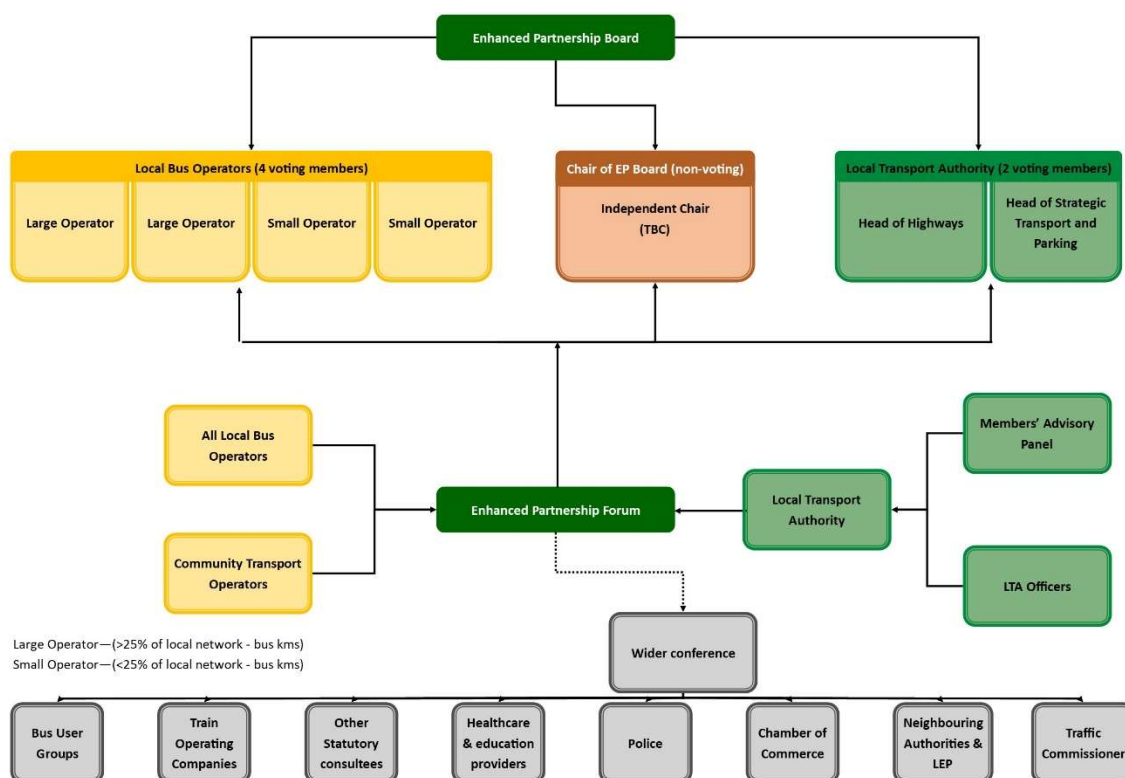 Enhanced Partnership Board
Local Bus Operators (4 voting members)
Large Operator
Large Operator
Small Operator
Small Operator
Chair of EP Board (non-voting)
Independent Chair
(TBC)
Local Transport Authority (2 voting members)
Head of Highways
Head of Strategic
Transport and
Parking
All Local Bus
Operators
Community Transport
Operators
Enhanced Partnership Forum
Local Transport
Authority
Members’ Advisory
Panel
LTA Officers
Large Operator—(>25% of local network - bus kms)
Small Operator—(<25% of local network - bus kms)
Wider conference
Bus User
Groups
Train
Operating
Companies
Other
Statutory
consultees
Healthcare
& education
providers
Police
Chamber of
Commerce
Neighbouring
Authorities &
LEP
Traffic
Commissioner